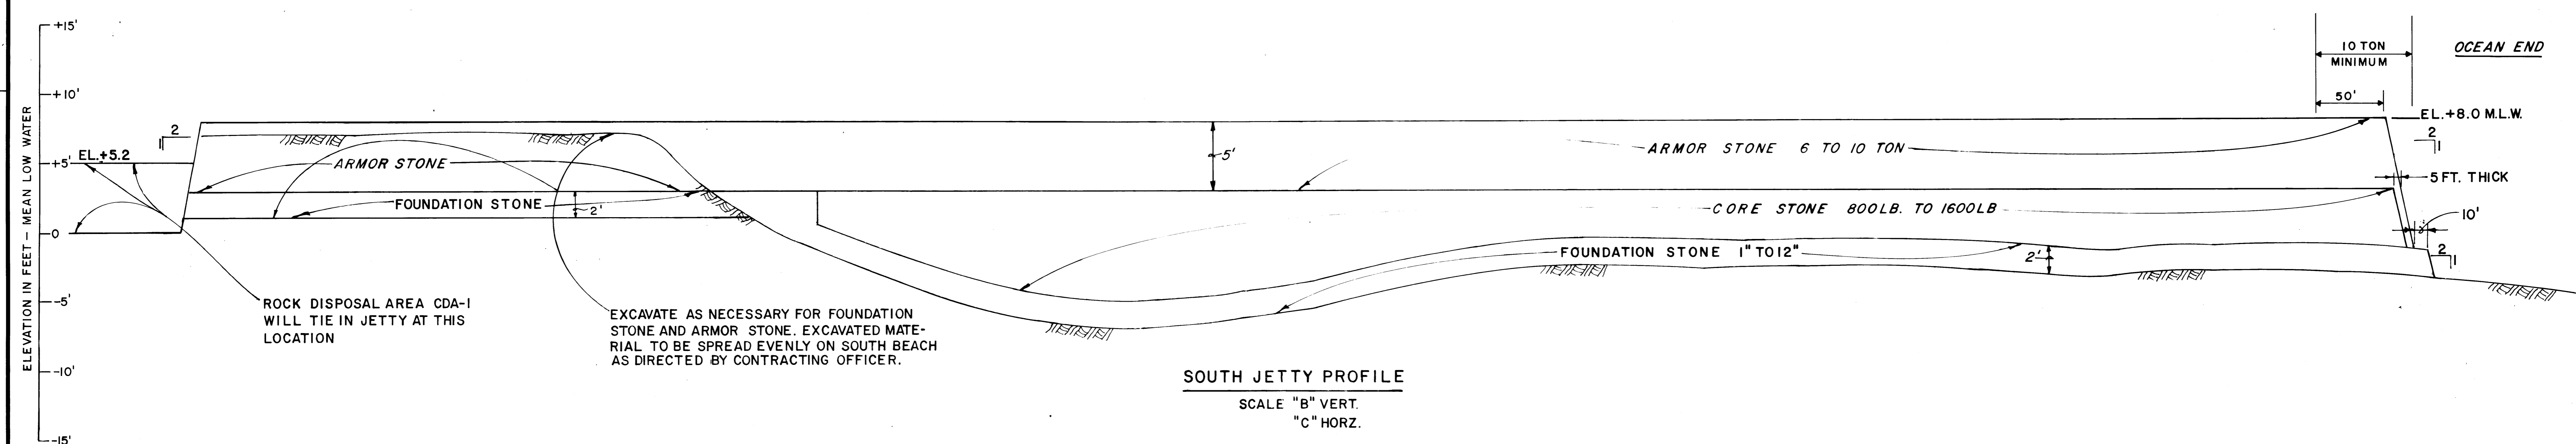 +15'
+10'
+5'
0
-5'
-10'
-15'
ELEVATION IN FEET — MEAN LOW WATER
EL.+5.2
2
1
ARMOR STONE
FOUNDATION STONE
2'
5'
10 TON
MINIMUM
50'
OCEAN END
EL.+8.0 M.L.W.
2
1
ARMOR STONE 6 TO 10 TON
5 FT. THICK
CORE STONE 800LB. TO 1600LB
10'
FOUNDATION STONE 1" TO 12"
2'
2
1
ROCK DISPOSAL AREA CDA-1
WILL TIE IN JETTY AT THIS
LOCATION
EXCAVATE AS NECESSARY FOR FOUNDATION
STONE AND ARMOR STONE. EXCAVATED MATE-
RIAL TO BE SPREAD EVENLY ON SOUTH BEACH
AS DIRECTED BY CONTRACTING OFFICER.
SOUTH JETTY PROFILE
SCALE "B" VERT.
"C" HORZ.